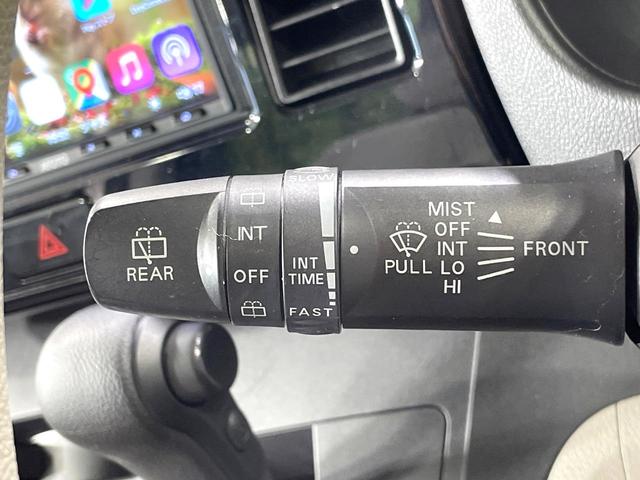 REAR
INT
OFF
SLOW
INT
TIME
FAST
PULL
MIST
OFF
INT
LO
HI
FRONT